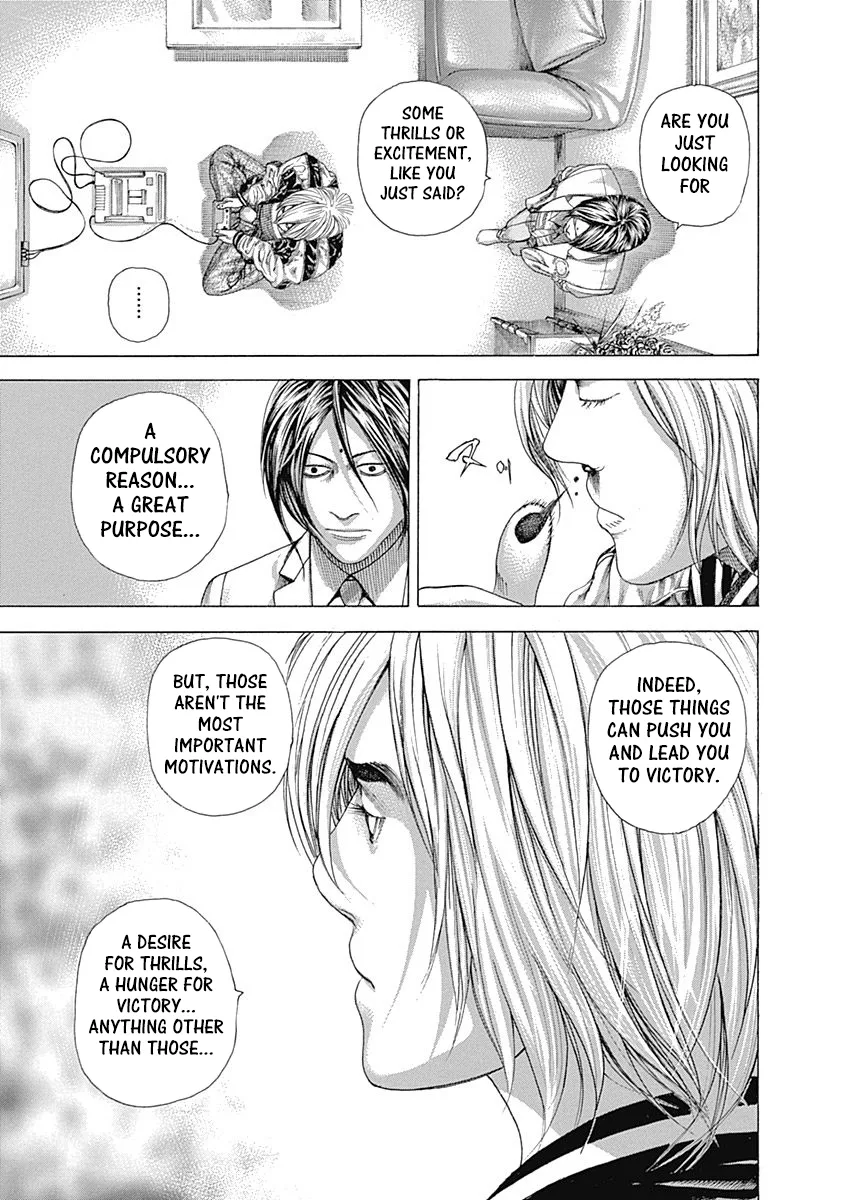 ARE YOU
JUST
LOOKING
FOR
SOME
THRILLS OR
EXCITEMENT,
LIKE YOU
JUST SAID?
......
A
COMPULSORY
REASON...
A GREAT
PURPOSE...
INDEED,
THOSE THINGS
CAN PUSH YOU
AND LEAD YOU
TO VICTORY.
BUT, THOSE
AREN'T THE
MOST
IMPORTANT
MOTIVATIONS.
A DESIRE
FOR THRILLS,
A HUNGER FOR
VICTORY...
ANYTHING OTHER
THAN THOSE...